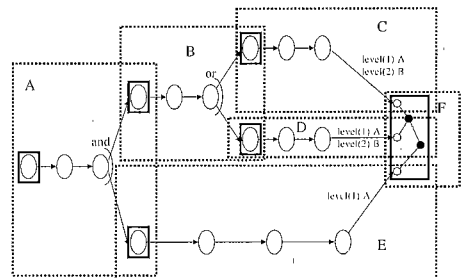 C
B
or
level(1) A
level(2) B
A
F
D
and
level(1) A
level(2) B
level(1) A
E